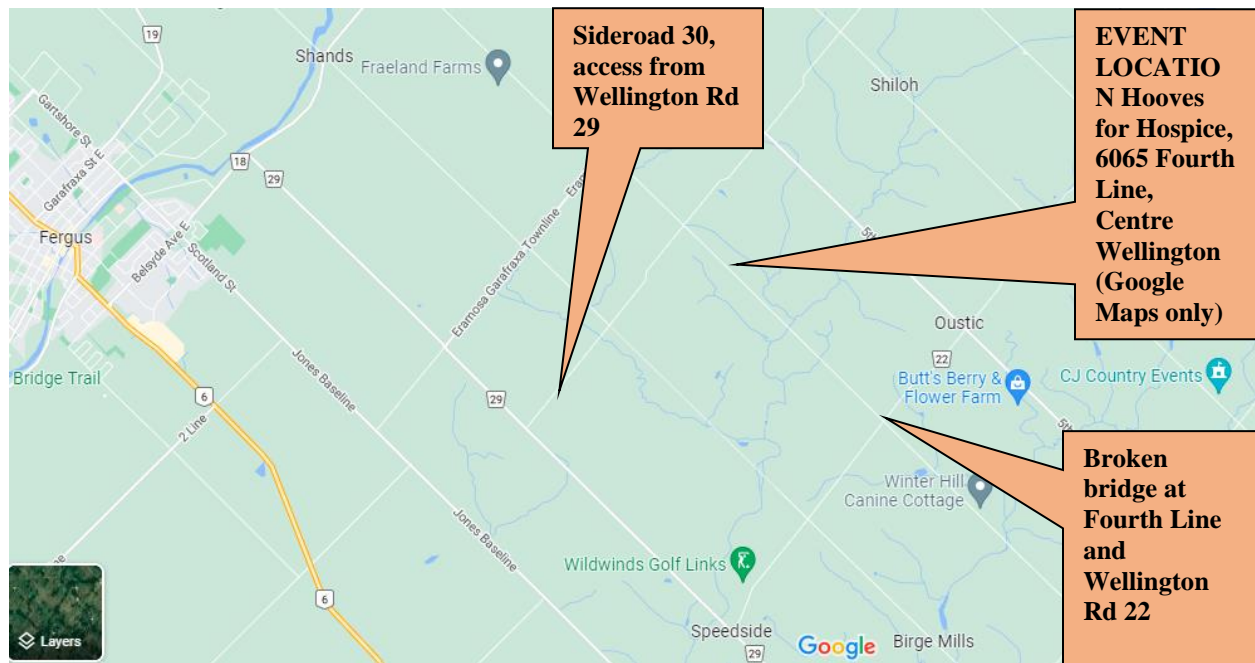 19
Shands
Fraeland Farms
Sideroad 30,
access from
Wellington Rd
29
Shiloh
EVENT
LOCATIO
N Hooves
for Hospice,
6065 Fourth
Line,
Centre
Wellington
(Google
Maps only)
Gartshore St
Garafraxa St E
18
29
Fergus
Belsyde Ave E
Scotland St
Eramosa Garafraxa Townline
Eram
5th
Oustic
22
Butt's Berry &
Flower Farm
CJ Country Events
Bridge Trail
6
2 Line
Jones Baseline
29
5th
Broken
bridge at
Fourth Line
and
Wellington
Rd 22
Winter Hill
Canine Cottage
Jones Baseline
Wildwinds Golf Links
6
Layers
Speedside
29
Google
Birge Mills